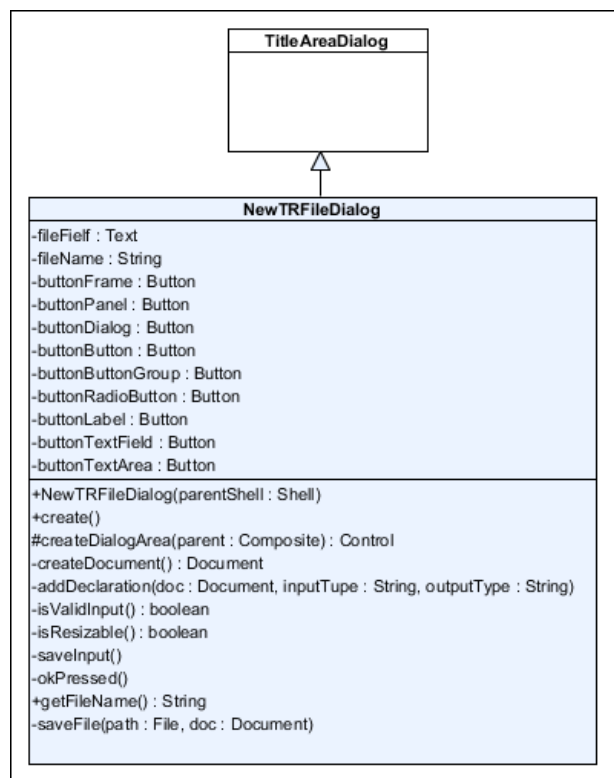 TitleAreaDialog
NewTRFileDialog
-fileFielf : Text
-fileName : String
-buttonFrame : Button
-buttonPanel : Button
-buttonDialog : Button
-buttonButton : Button
-buttonButtonGroup : Button
-buttonRadioButton : Button
-buttonLabel : Button
-buttonTextField : Button
-buttonTextArea : Button
+NewTRFileDialog(parentShell : Shell)
+create()
#createDialogArea(parent : Composite) : Control
-createDocument() : Document
-addDeclaration(doc : Document, inputTupe : String, outputType : String)
-isValidInput() : boolean
-isResizable() : boolean
-saveInput()
-okPressed()
+getFileName() : String
-saveFile(path : File, doc : Document)